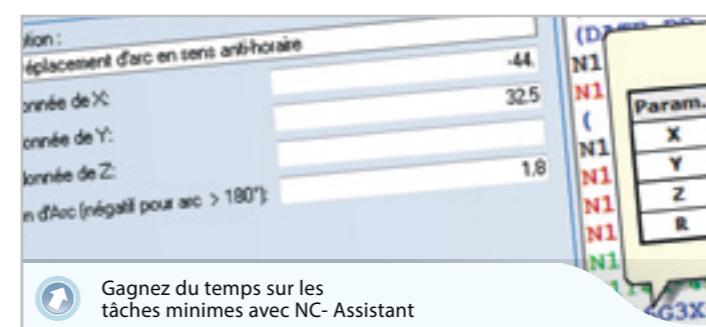 tion :
éplacement d'arc en sens anti-horaire
onnée de X: -44.
onnée de Y: 32.5
donnée de Z:
n d'Arc (négatif pour arc > 180°): 1.8
N1
N1
(
N1
N1
N1
N1
N1
Param.
X
Y
Z
R
G3X
Gagnez du temps sur les
tâches minimes avec NC- Assistant